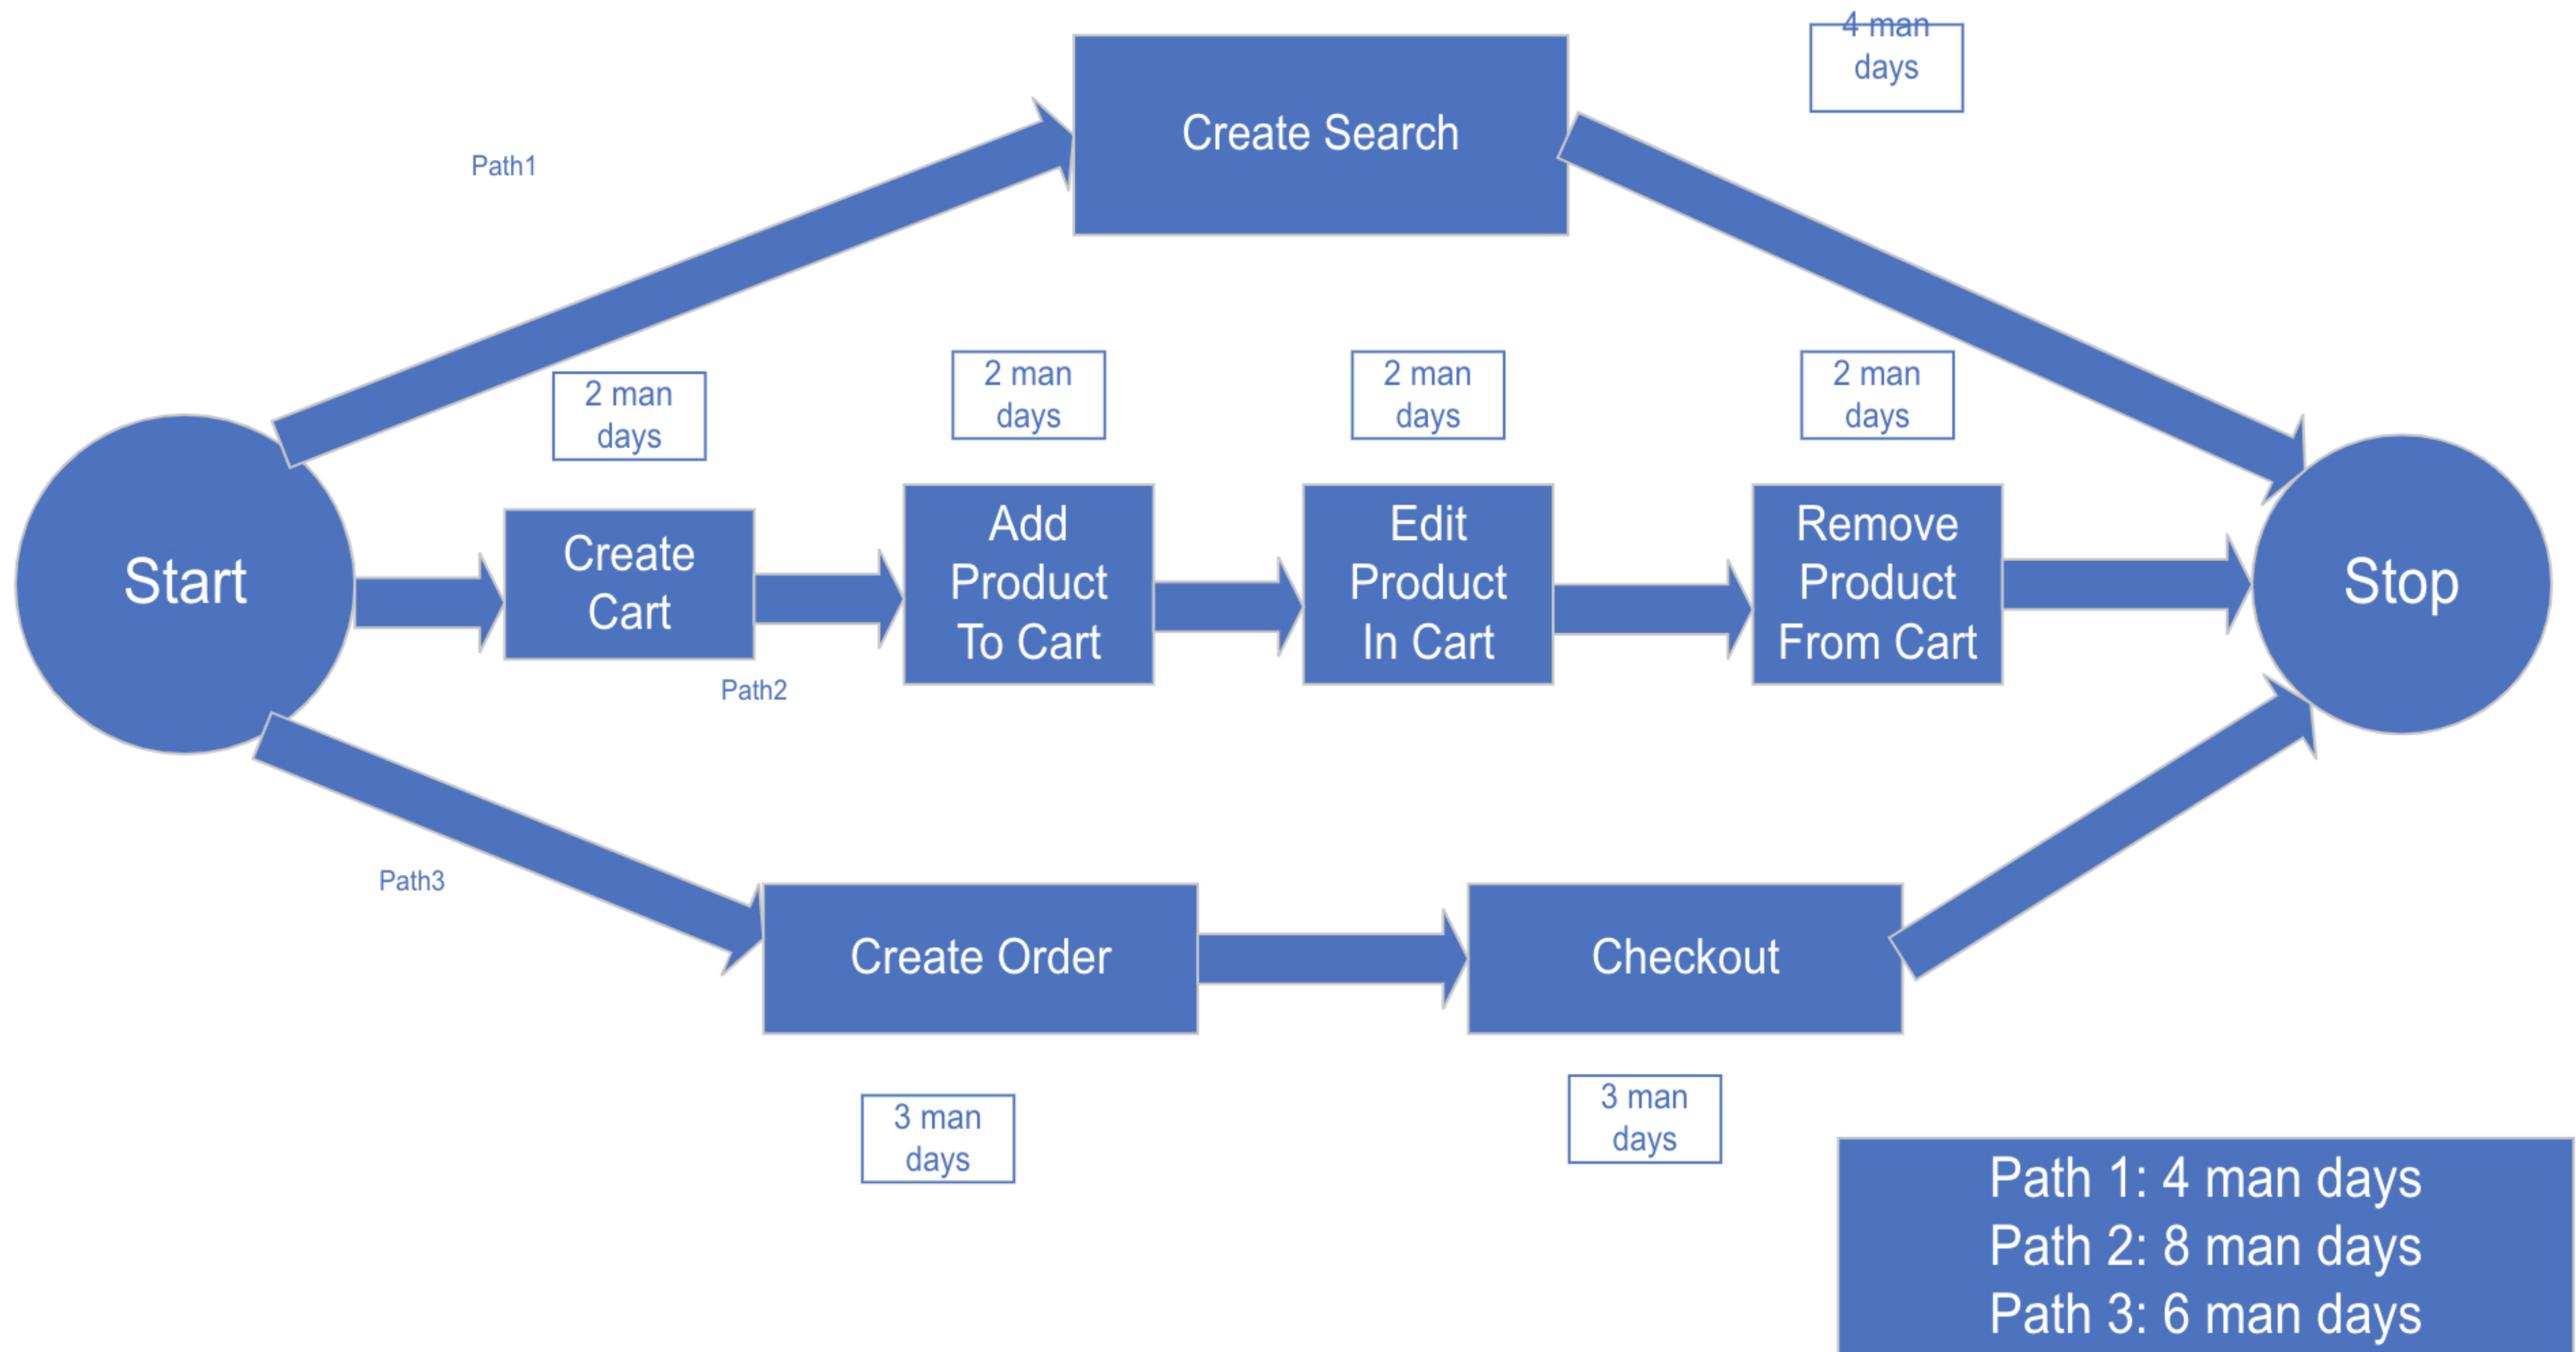 4 man
days
Create Search
Path1
2 man
days
2 man
days
2 man
days
2 man
days
Start
Create
Cart
Add
Product
To Cart
Edit
Product
In Cart
Remove
Product
From Cart
Stop
Path2
Path3
Create Order
Checkout
3 man
days
3 man
days
Path 1: 4 man days
Path 2: 8 man days
Path 3: 6 man days